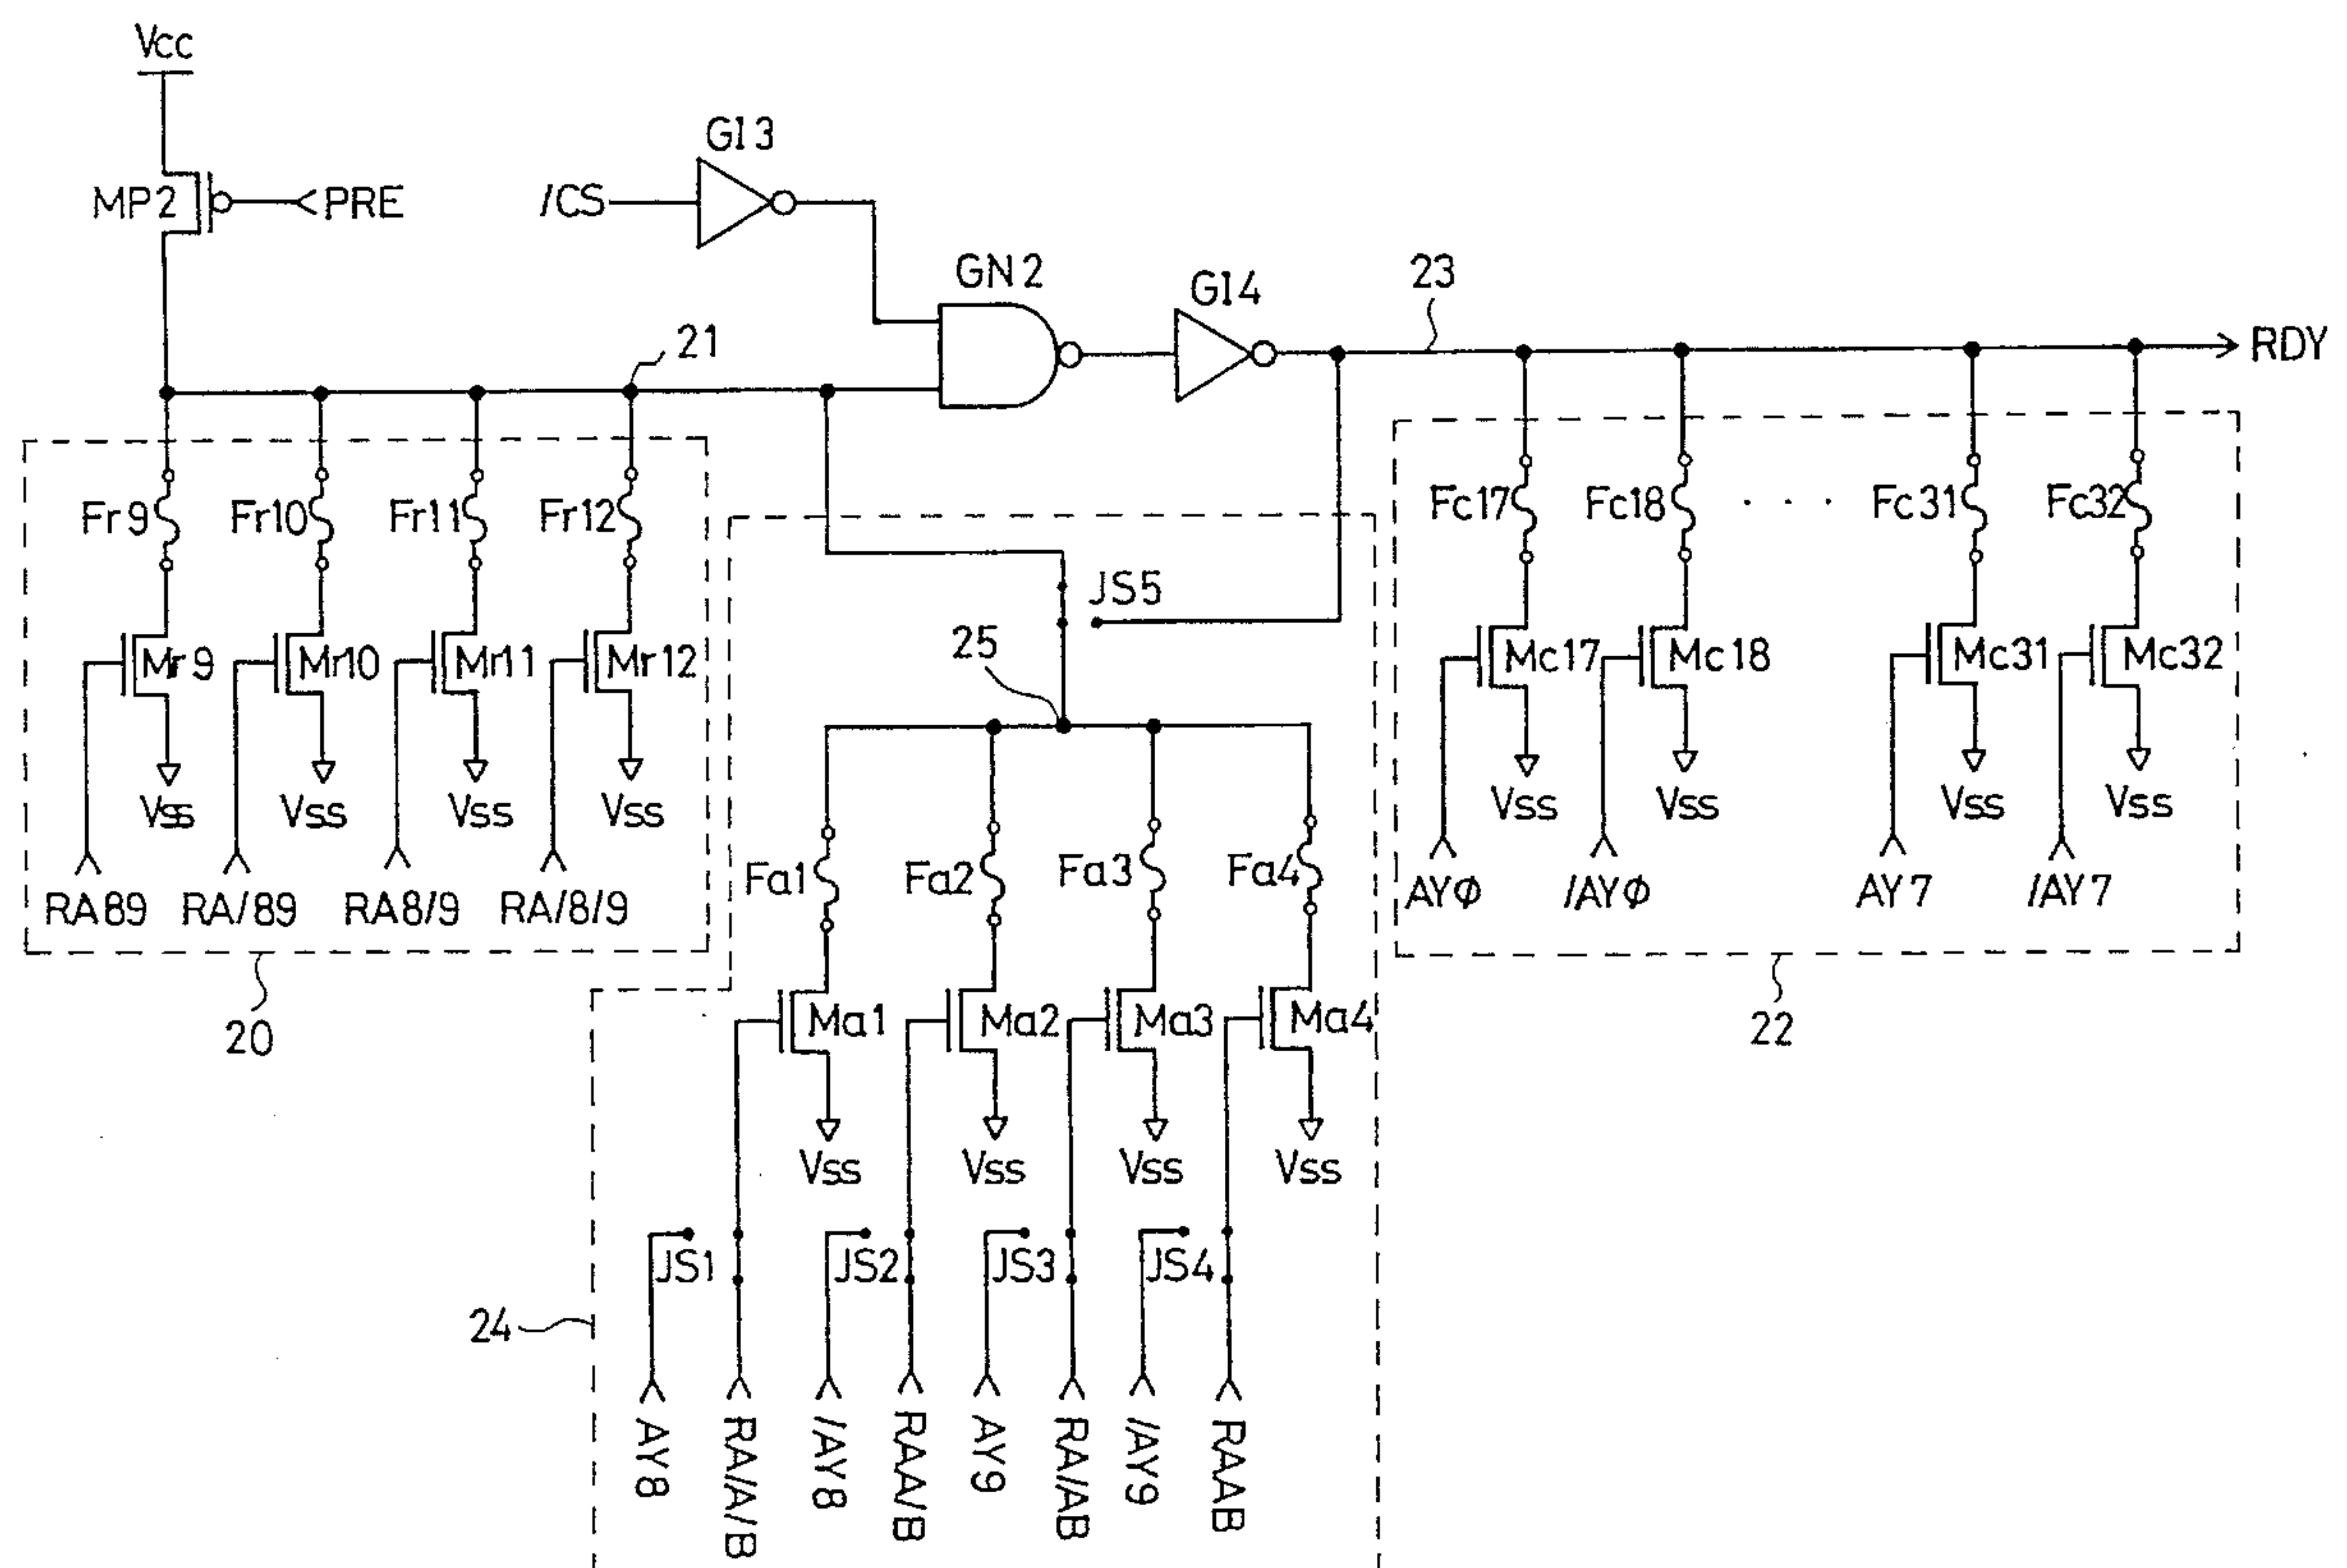 Vcc
GI3
MP2
PRE
/CS
GN2
GI4
23
RDY
21
Fr9
Fr10
Fr11
Fr12
Fc17
Fc18
. . .
Fc31
Fc32
JS5
25
Mr9
Mr10
Mr11
Mr12
Mc17
Mc18
Mc31
Mc32
Vss
Vss
Vss
Vss
Vss
Vss
Vss
Vss
RA89
RA/89
RA8/9
RA/8/9
Fa1
Fa2
Fa3
Fa4
AYφ
/AYφ
AY7
/AY7
20
22
Ma1
Ma2
Ma3
Ma4
Vss
Vss
Vss
Vss
JS1
JS2
JS3
JS4
24
AY8
RA/A/B
/AY8
RAA/B
AY9
RA/AB
/AY9
RAAB